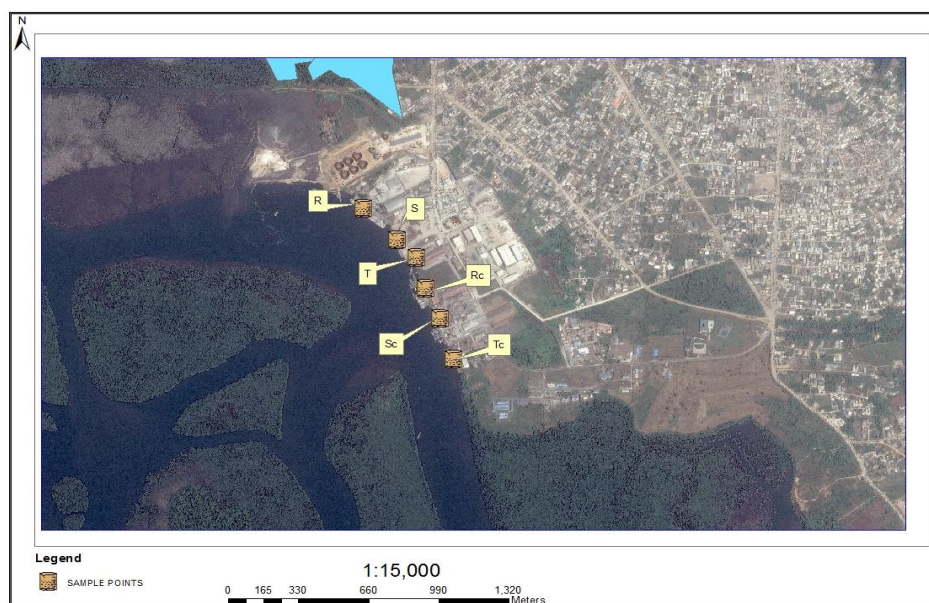 N
R
S
T
Rc
Sc
Tc
Legend
SAMPLE POINTS
1:15,000
0 165 330 660 990 1,320
Meters